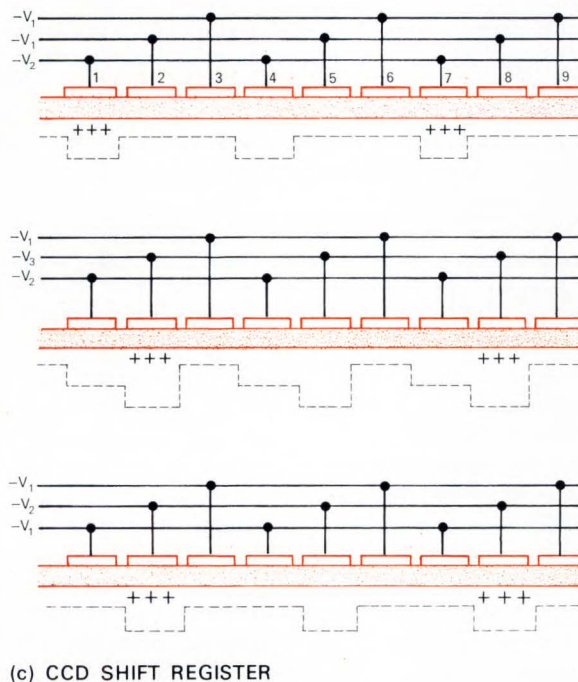 -V₁
-V₁
-V₂
1 2 3 4 5 6 7 8 9
+++ +++
-V₁
-V₃
-V₂
+++ +++
-V₁
-V₂
-V₁
+ + + + + +
(c) CCD SHIFT REGISTER